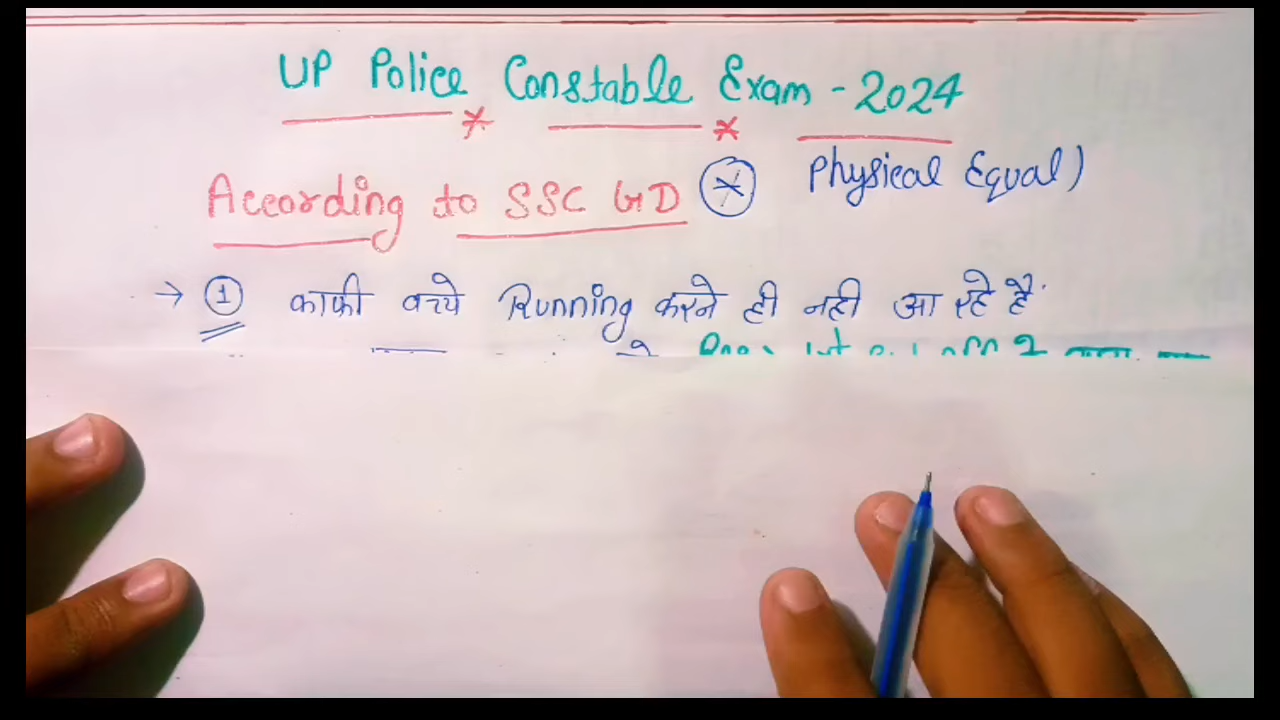 UP Police Constable Exam - 2024
According to SSC GD * Physical Equal)
→ 1 काफी बच्चे Running करने ही नही आ रहे है